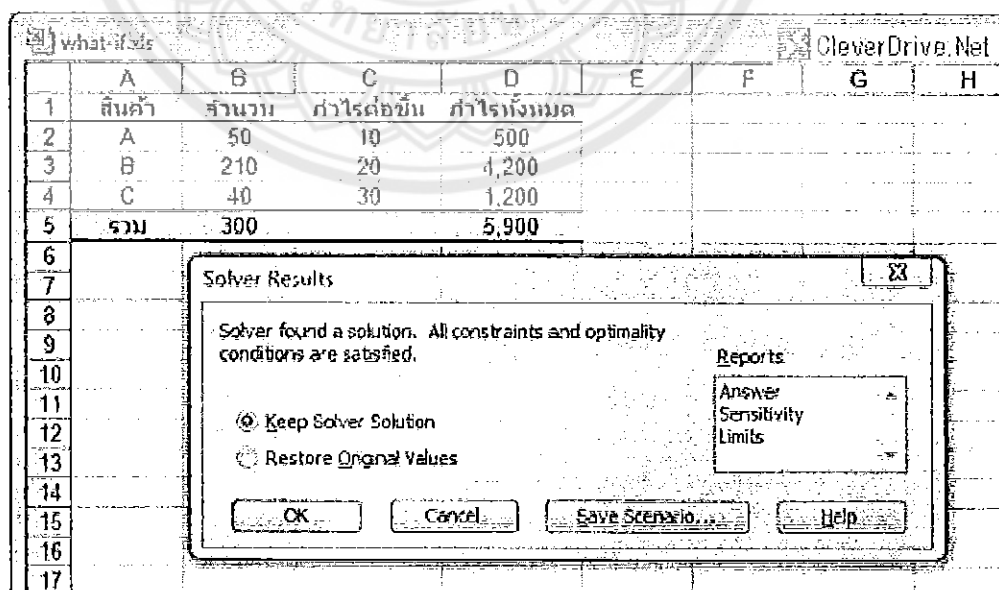 what-if.xls
CleverDrive.Net
A B C D E F G H
1 สินค้า จำนวน กำไรต่อชิ้น กำไรทั้งหมด
2 A 50 10 500
3 B 210 20 4,200
4 C 40 30 1,200
5 รวม 300 5,900
6
7
8
9
10
11
12
13
14
15
16
17
Solver Results
Solver found a solution. All constraints and optimality
conditions are satisfied.
Reports
Answer
Sensitivity
Limits
Keep Solver Solution
Restore Original Values
OK Cancel Save Scenario... Help